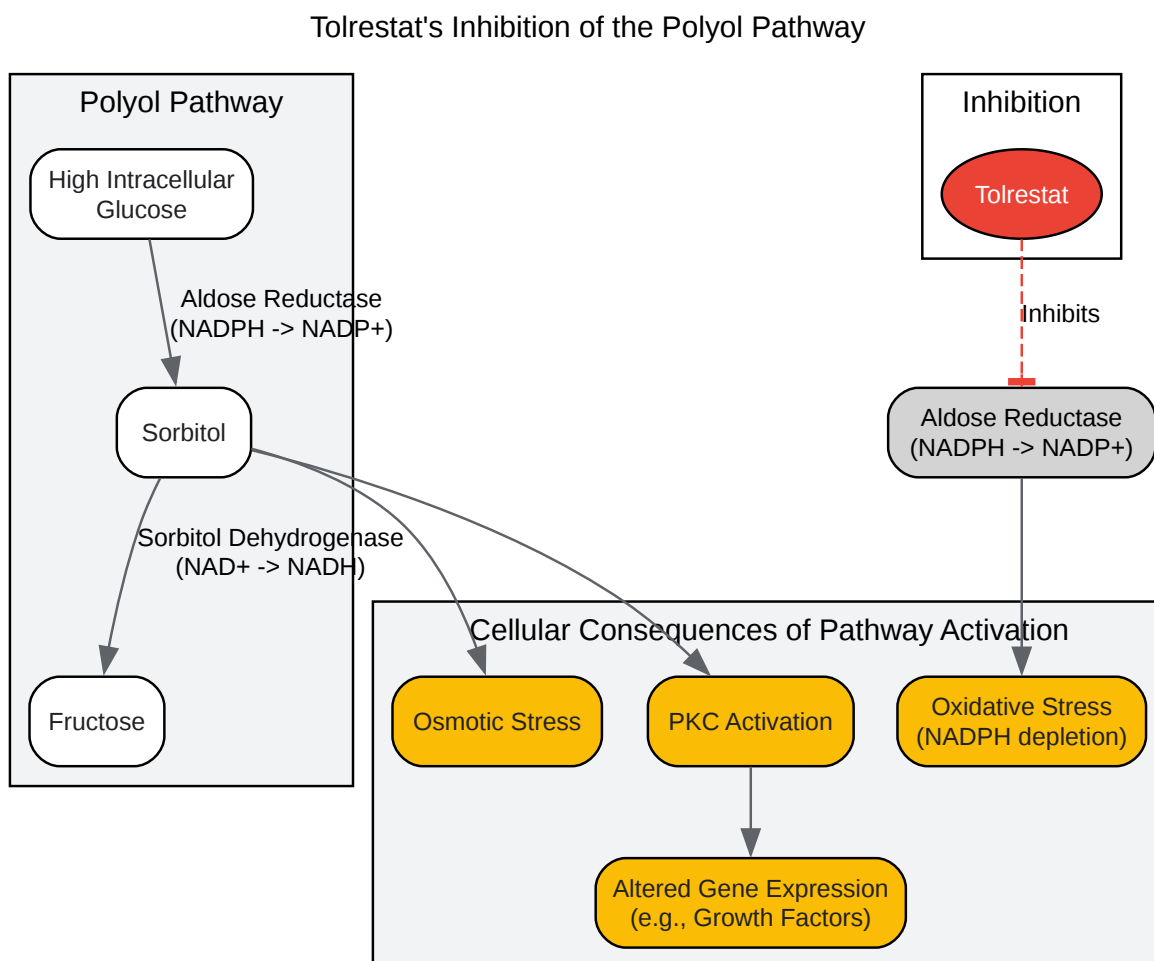 Tolrestat's Inhibition of the Polyol Pathway
Polyol Pathway
High Intracellular
Glucose
Aldose Reductase
(NADPH -> NADP+)
Sorbitol
Sorbitol Dehydrogenase
(NAD+ -> NADH)
Fructose
Inhibition
Tolrestat
Inhibits
Aldose Reductase
(NADPH -> NADP+)
Cellular Consequences of Pathway Activation
Osmotic Stress
PKC Activation
Oxidative Stress
(NADPH depletion)
Altered Gene Expression
(e.g., Growth Factors)